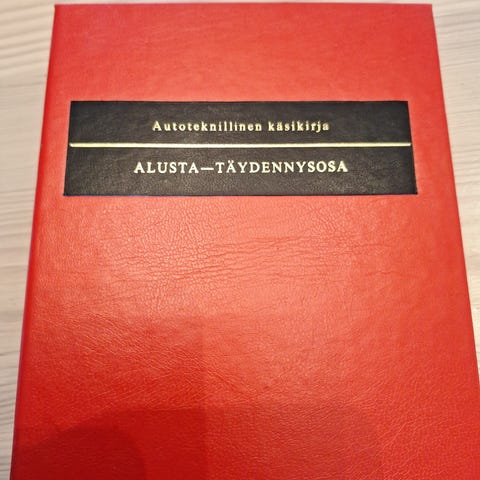 Autoteknillinen käsikirja
ALUSTA—TÄYDENNYSOSA